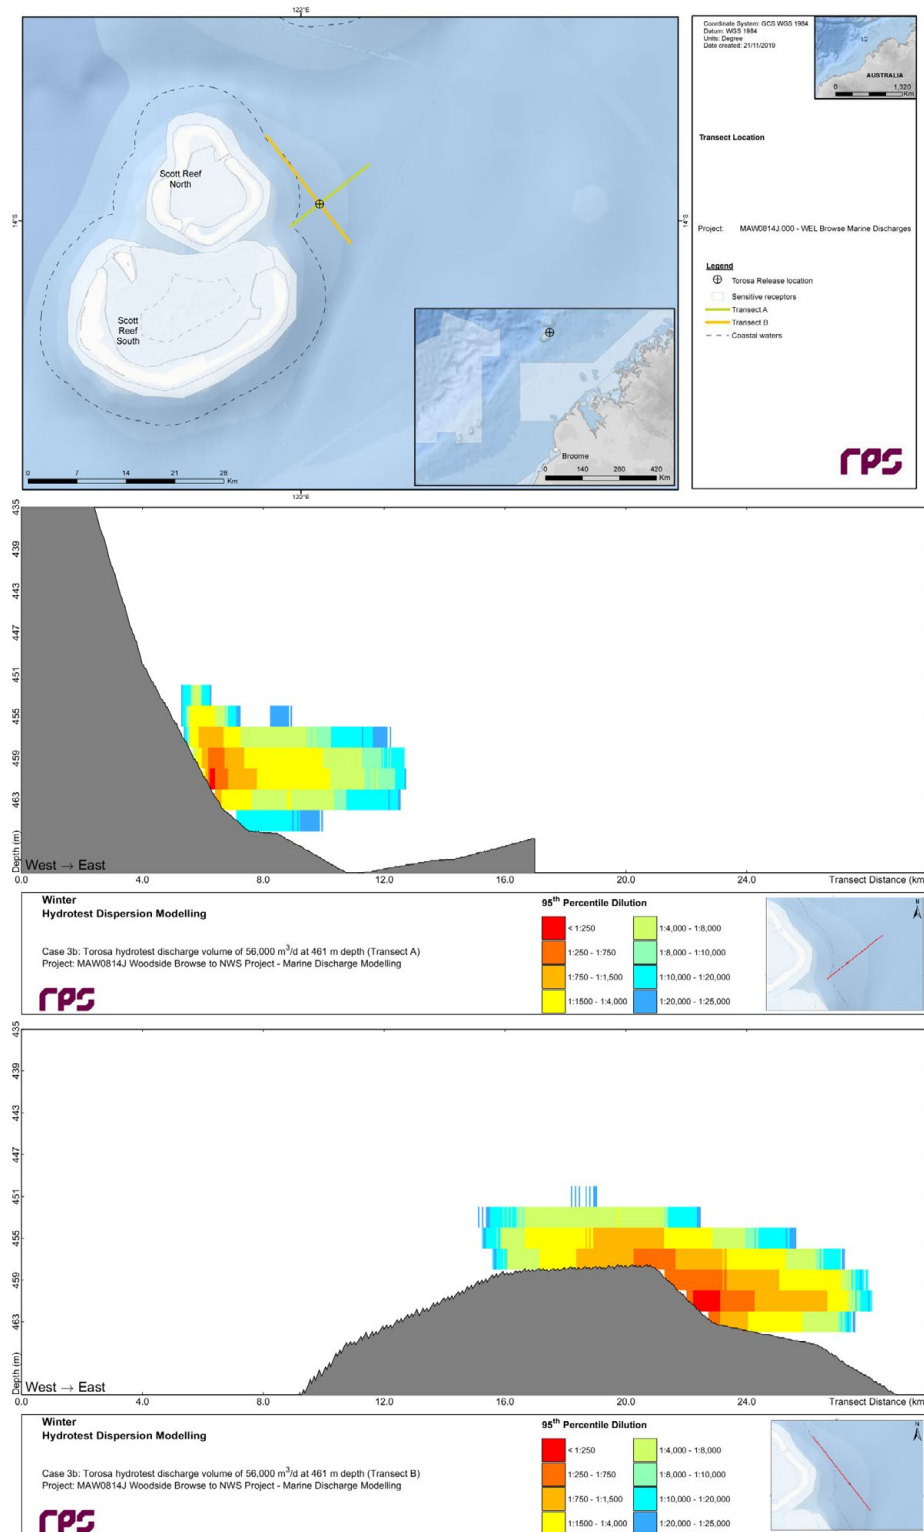 122°E
Scott Reef
North
Scott
Reef
South
14°S
14°S
Broome
0 140 280 420
Km
0 7 14 21 28
Km
122°E
Coordinate System: GCS WGS 1984
Datum: WGS 1984
Units: Degree
Date created: 21/11/2019
AUSTRALIA
0 1,320
Km
Transect Location
Project: MAW0814J.000 - WEL Browse Marine Discharges
Legend
Torosa Release location
Sensitive receptors
Transect A
Transect B
Coastal waters
rps
435
439
443
447
451
455
459
463
Depth (m)
West → East
0.0 4.0 8.0 12.0 16.0 20.0 24.0 Transect Distance (km
Winter
Hydrotest Dispersion Modelling
Case 3b: Torosa hydrotest discharge volume of 56,000 m³/d at 461 m depth (Transect A)
Project: MAW0814J Woodside Browse to NWS Project - Marine Discharge Modelling
rps
95th Percentile Dilution
< 1:250
1:250 - 1:750
1:750 - 1:1,500
1:1500 - 1:4,000
1:4,000 - 1:8,000
1:8,000 - 1:10,000
1:10,000 - 1:20,000
1:20,000 - 1:25,000
N
435
439
443
447
451
455
459
463
Depth (m)
West → East
0.0 4.0 8.0 12.0 16.0 20.0 24.0 Transect Distance (km
Winter
Hydrotest Dispersion Modelling
Case 3b: Torosa hydrotest discharge volume of 56,000 m³/d at 461 m depth (Transect B)
Project: MAW0814J Woodside Browse to NWS Project - Marine Discharge Modelling
rps
95th Percentile Dilution
< 1:250
1:250 - 1:750
1:750 - 1:1,500
1:1500 - 1:4,000
1:4,000 - 1:8,000
1:8,000 - 1:10,000
1:10,000 - 1:20,000
1:20,000 - 1:25,000
N